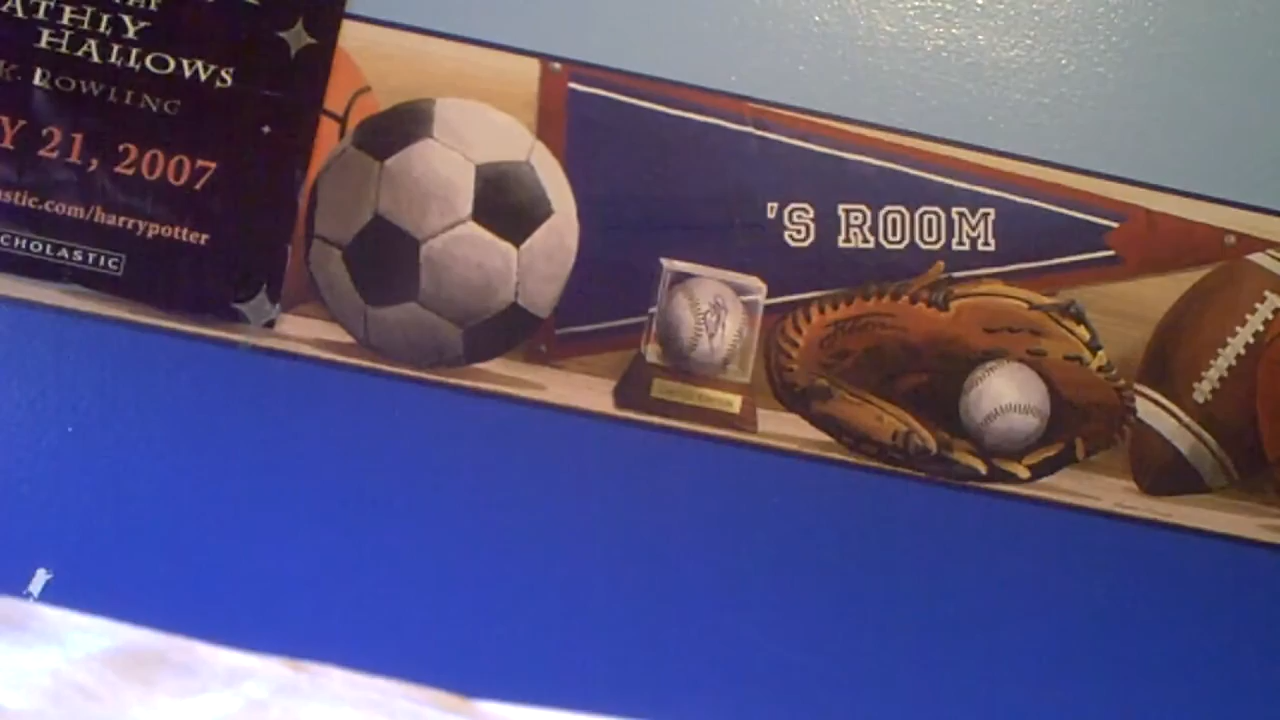 ATHLY
HALLOWS
K. ROWLING
Y 21, 2007
astic.com/harrypotter
CHOLASTIC
'S ROOM